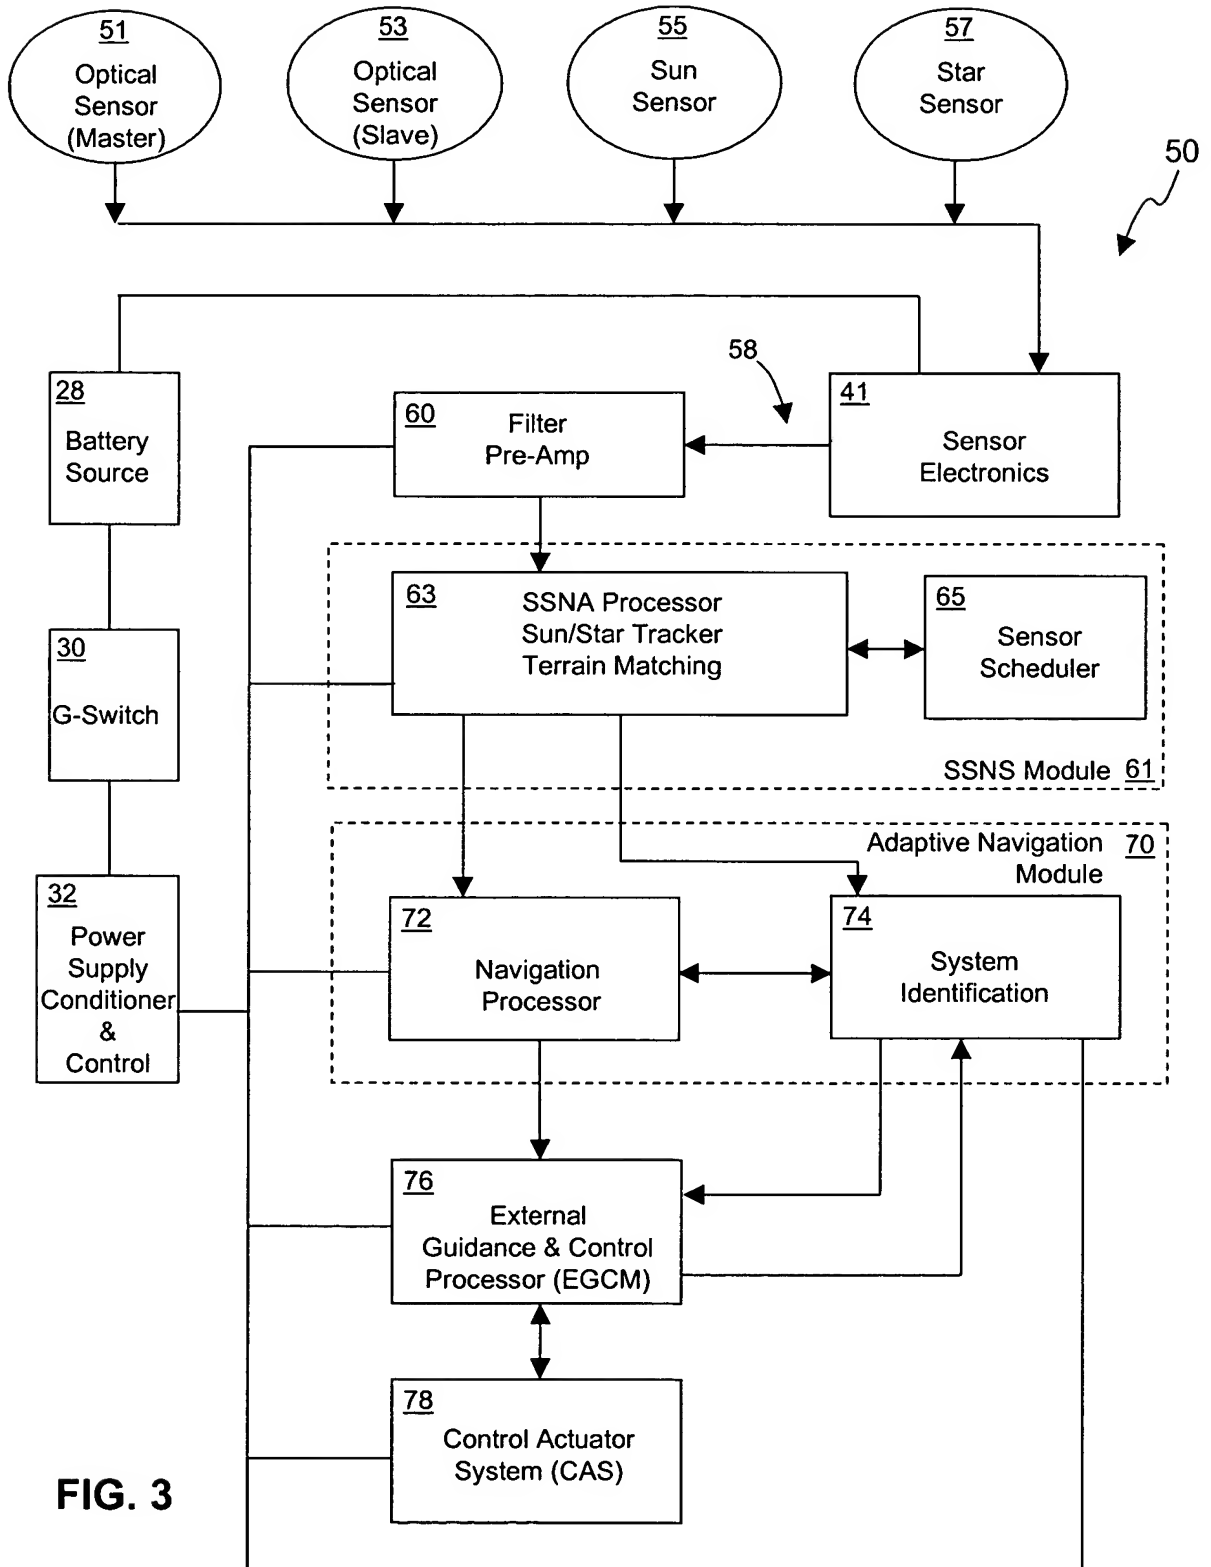 51
Optical
Sensor
(Master)
53
Optical
Sensor
(Slave)
55
Sun
Sensor
57
Star
Sensor
50
58
28
Battery
Source
60
Filter
Pre-Amp
41
Sensor
Electronics
63
SSNA Processor
Sun/Star Tracker
Terrain Matching
65
Sensor
Scheduler
SSNS Module 61
30
G-Switch
Adaptive Navigation 70
Module
32
Power
Supply
Conditioner
&
Control
72
Navigation
Processor
74
System
Identification
76
External
Guidance & Control
Processor (EGCM)
78
Control Actuator
System (CAS)
FIG. 3